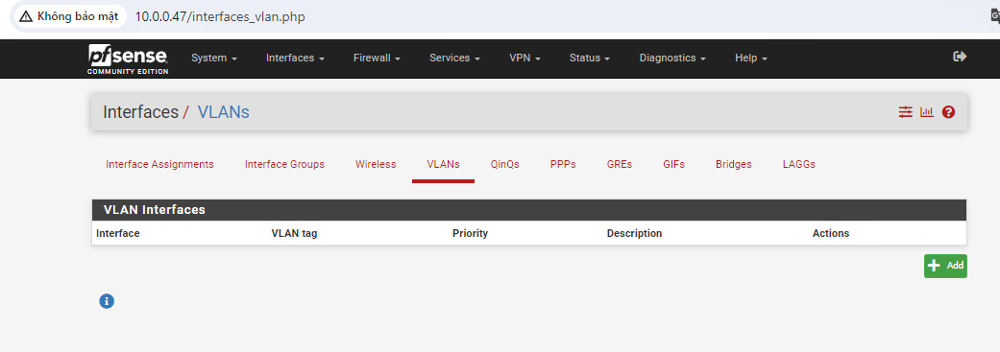 Không bảo mật 10.0.0.47/interfaces_vlan.php
pfsense
COMMUNITY EDITION
System Interfaces Firewall Services VPN Status Diagnostics Help
Interfaces / VLANs
Interface Assignments Interface Groups Wireless VLANs QinQs PPPs GREs GIFs Bridges LAGGs
VLAN Interfaces
Interface VLAN tag Priority Description Actions
Add